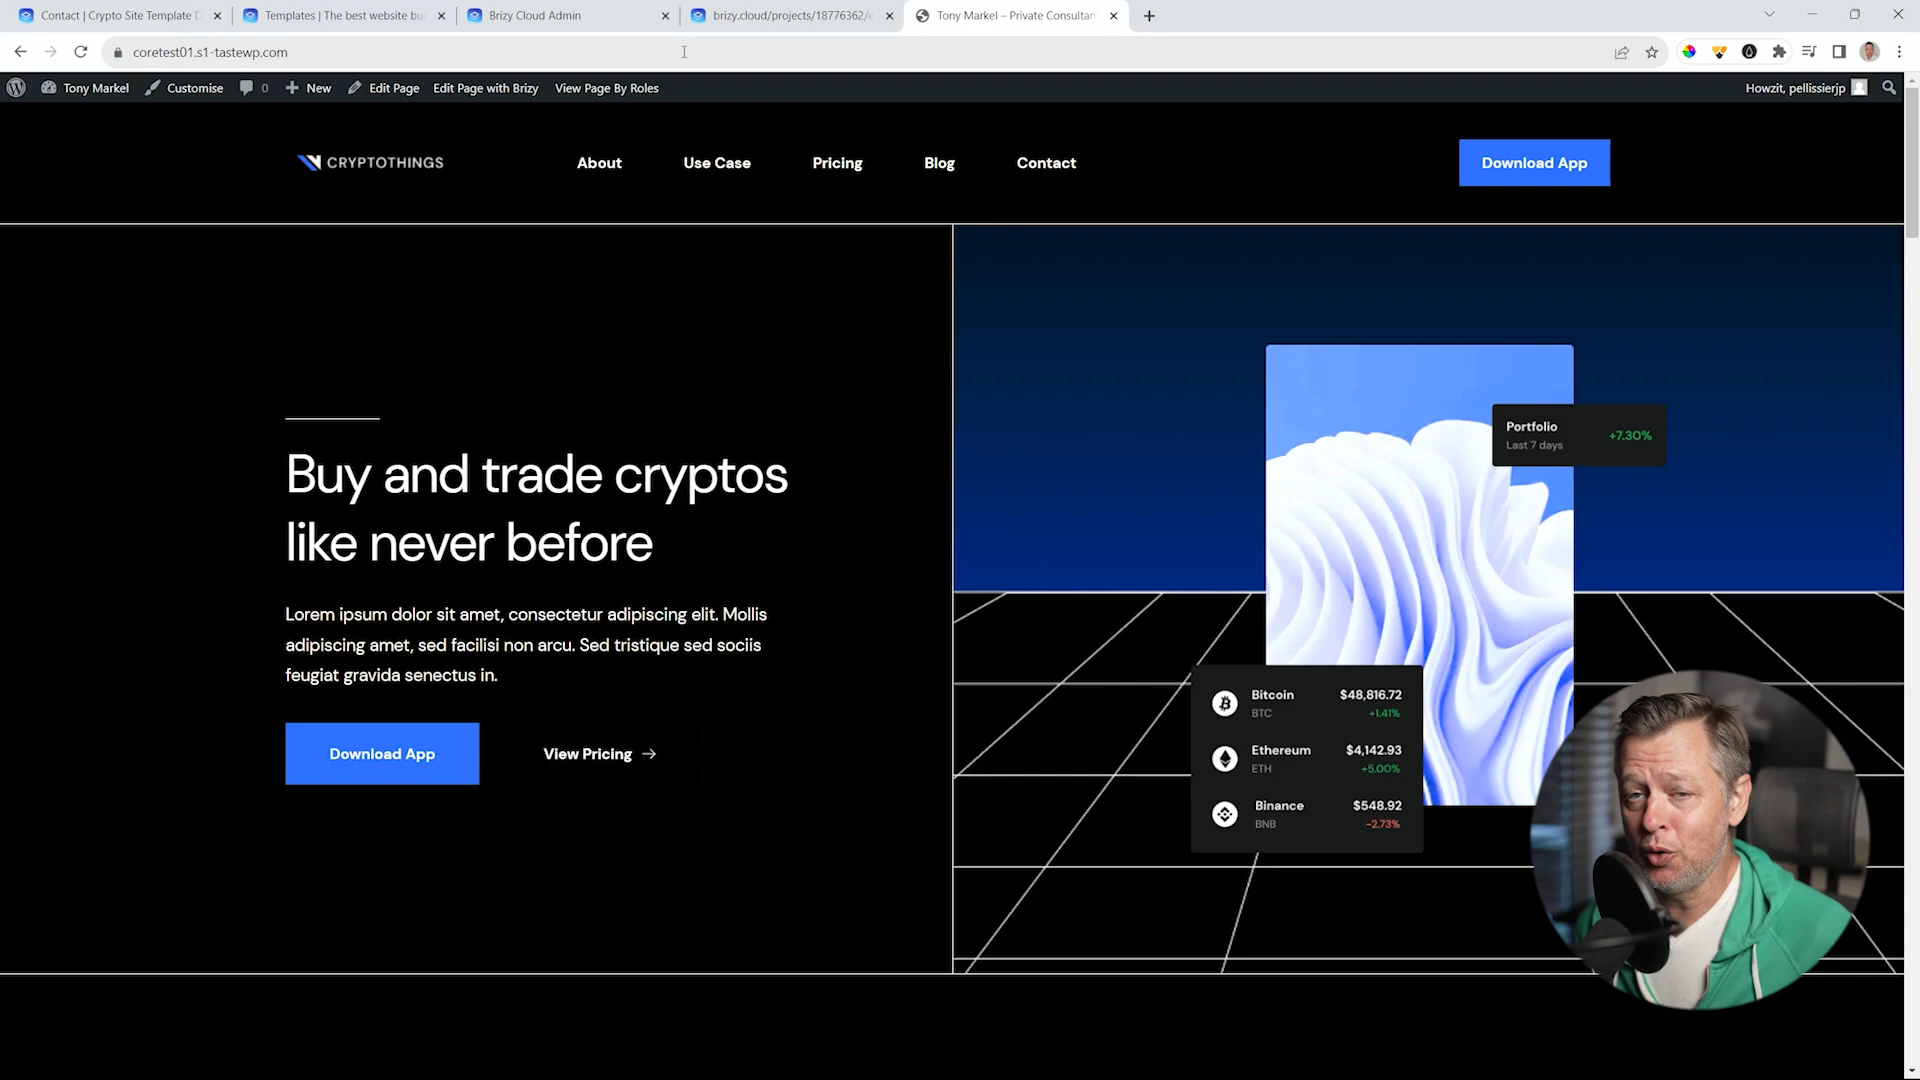 Contact | Crypto Site Template D
Templates | The best website bu
Brizy Cloud Admin
brizy.cloud/projects/18776362/e
Tony Markel – Private Consultan
coretest01.s1-tastewp.com
Tony Markel
Customise
0
New
Edit Page
Edit Page with Brizy
View Page By Roles
Howzit, pellissierjp
CRYPTOTHINGS
About
Use Case
Pricing
Blog
Contact
Download App
Buy and trade cryptos
like never before
Lorem ipsum dolor sit amet, consectetur adipiscing elit. Mollis
adipiscing amet, sed facilisi non arcu. Sed tristique sed sociis
feugiat gravida senectus in.
Download App
View Pricing →
Portfolio
Last 7 days
+7.30%
Bitcoin $48,816.72
BTC +1.41%
Ethereum $4,142.93
ETH +5.00%
Binance $548.92
BNB -2.73%